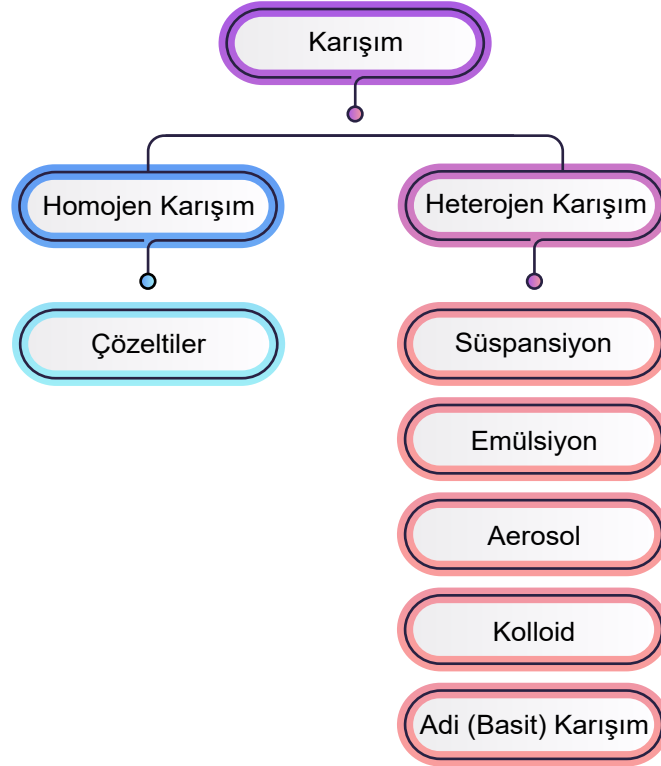 Karışım
Homojen Karışım
Heterojen Karışım
Çözeltiler
Süspansiyon
Emülsiyon
Aerosol
Kolloid
Adi (Basit) Karışım